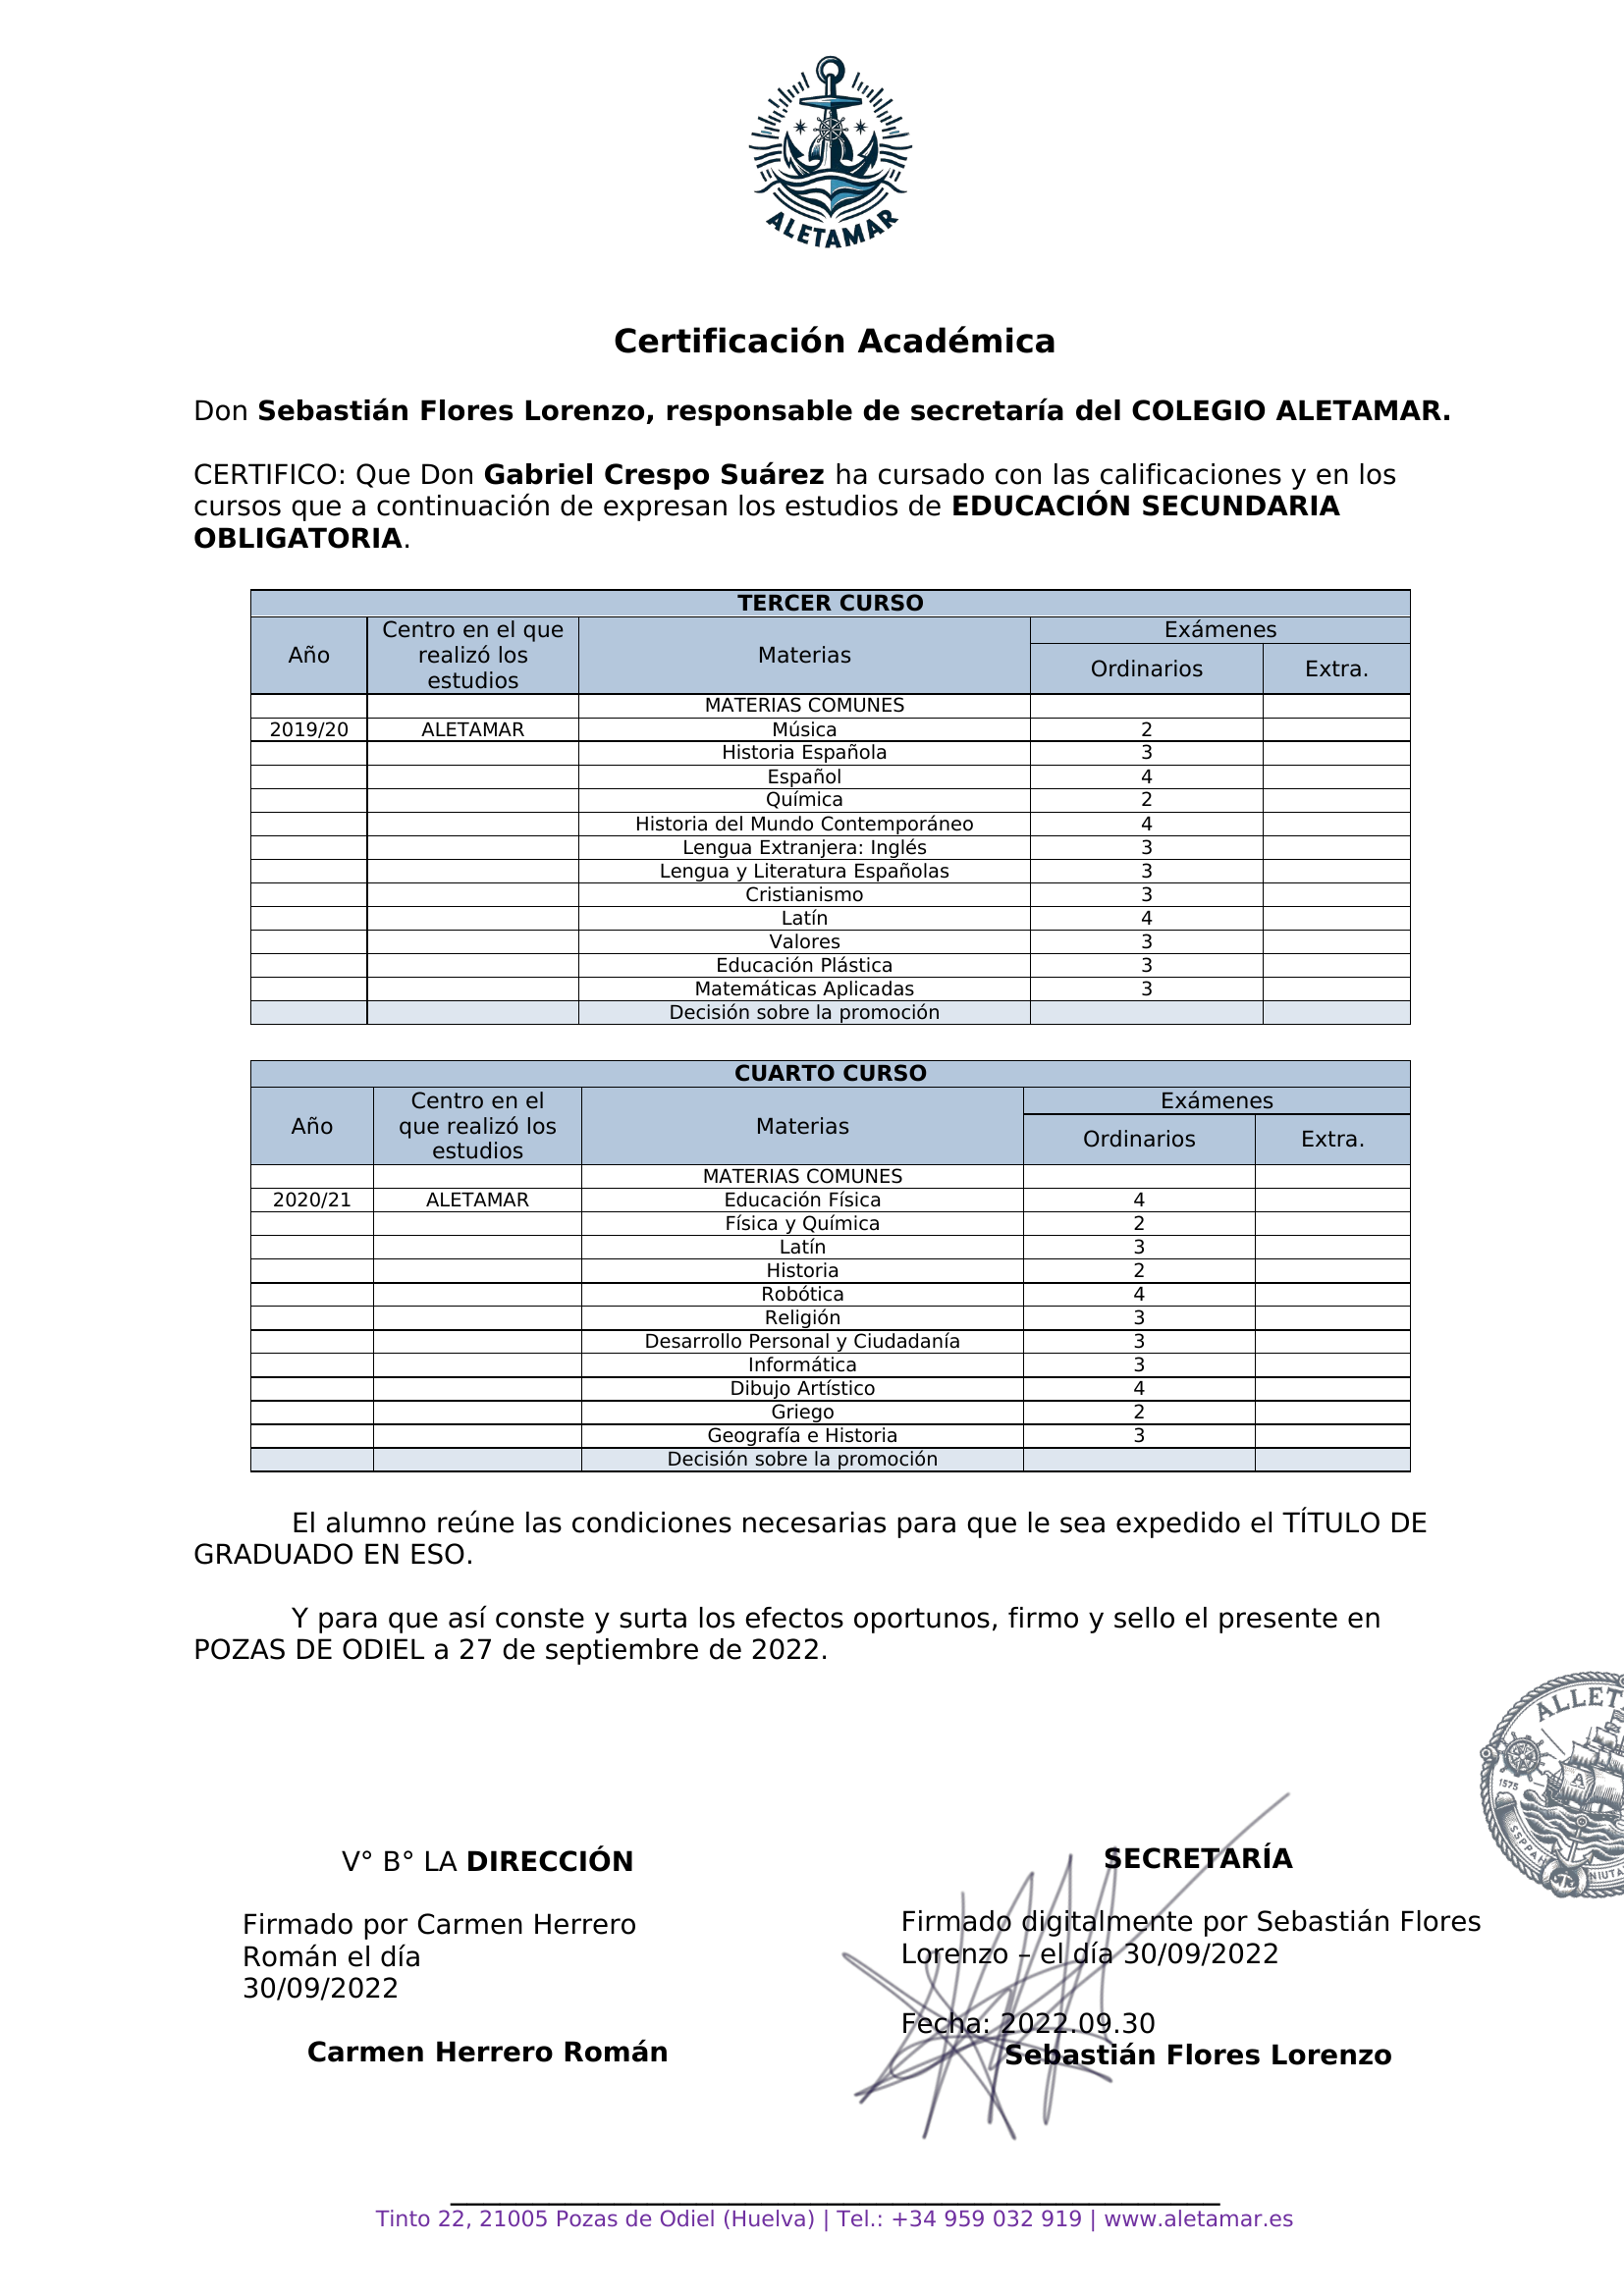 ALETAMAR
Certificación Académica
Don Sebastián Flores Lorenzo, responsable de secretaría del COLEGIO ALETAMAR.
CERTIFICO: Que Don Gabriel Crespo Suárez ha cursado con las calificaciones y en los
cursos que a continuación de expresan los estudios de EDUCACIÓN SECUNDARIA
OBLIGATORIA.
TERCER CURSO
Año Centro en el que realizó los estudios Materias Exámenes
Ordinarios Extra.
MATERIAS COMUNES
2019/20 ALETAMAR Música 2
Historia Española 3
Español 4
Química 2
Historia del Mundo Contemporáneo 4
Lengua Extranjera: Inglés 3
Lengua y Literatura Españolas 3
Cristianismo 3
Latín 4
Valores 3
Educación Plástica 3
Matemáticas Aplicadas 3
Decisión sobre la promoción
CUARTO CURSO
Año Centro en el que realizó los estudios Materias Exámenes
Ordinarios Extra.
MATERIAS COMUNES
2020/21 ALETAMAR Educación Física 4
Física y Química 2
Latín 3
Historia 2
Robótica 4
Religión 3
Desarrollo Personal y Ciudadanía 3
Informática 3
Dibujo Artístico 4
Griego 2
Geografía e Historia 3
Decisión sobre la promoción
El alumno reúne las condiciones necesarias para que le sea expedido el TÍTULO DE
GRADUADO EN ESO.
Y para que así conste y surta los efectos oportunos, firmo y sello el presente en
POZAS DE ODIEL a 27 de septiembre de 2022.
1575
A
V° B° LA DIRECCIÓN
Firmado por Carmen Herrero
Román el día
30/09/2022
Carmen Herrero Román
SECRETARÍA
Firmado digitalmente por Sebastián Flores
Lorenzo – el día 30/09/2022
Fecha: 2022.09.30
Sebastián Flores Lorenzo
Tinto 22, 21005 Pozas de Odiel (Huelva) | Tel.: +34 959 032 919 | www.aletamar.es